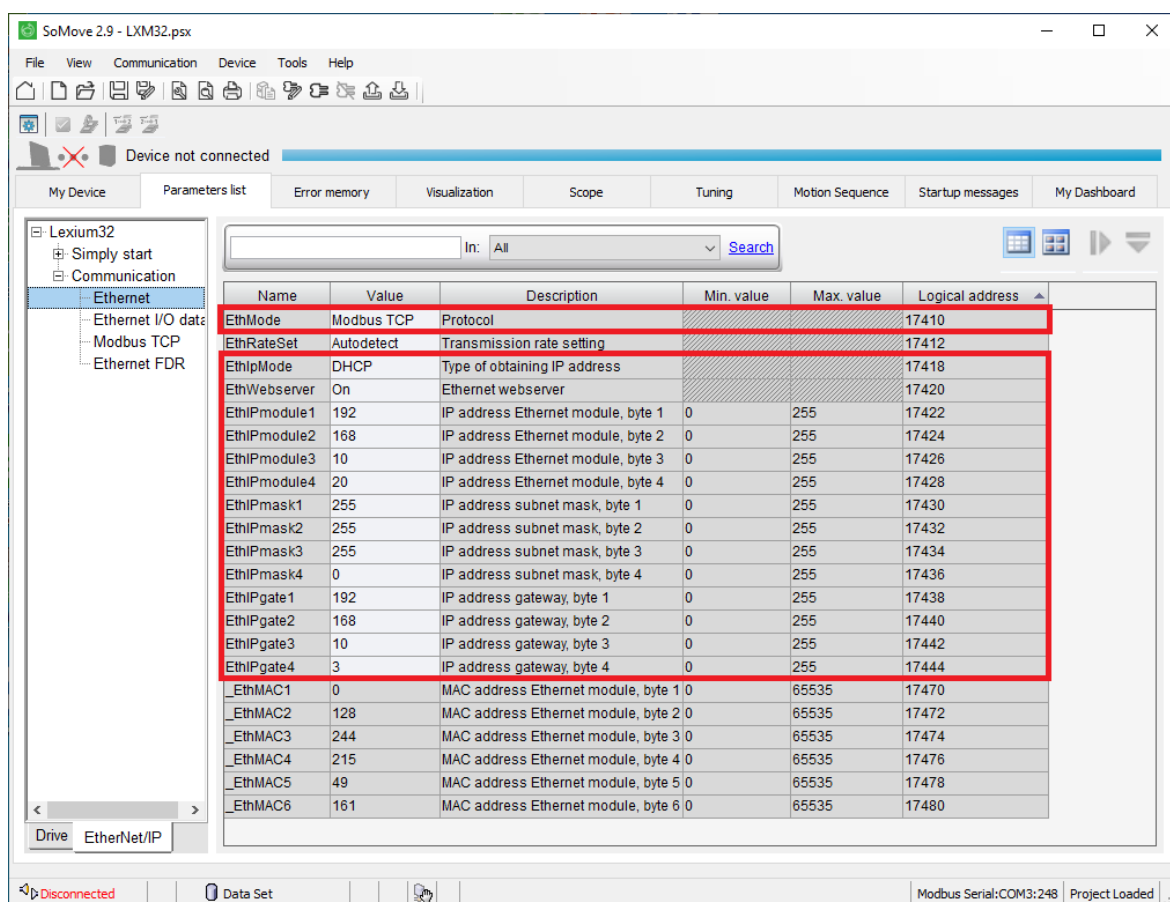 SoMove 2.9 - LXM32.psx
File View Communication Device Tools Help
Device not connected
My Device Parameters list Error memory Visualization Scope Tuning Motion Sequence Startup messages My Dashboard
Lexium32
Simply start
Communication
Ethernet
Ethernet I/O data
Modbus TCP
Ethernet FDR
In: All Search
Name Value Description Min. value Max. value Logical address
EthMode Modbus TCP Protocol 17410
EthRateSet Autodetect Transmission rate setting 17412
EthIpMode DHCP Type of obtaining IP address 17418
EthWebserver On Ethernet webserver 17420
EthIPmodule1 192 IP address Ethernet module, byte 1 0 255 17422
EthIPmodule2 168 IP address Ethernet module, byte 2 0 255 17424
EthIPmodule3 10 IP address Ethernet module, byte 3 0 255 17426
EthIPmodule4 20 IP address Ethernet module, byte 4 0 255 17428
EthIPmask1 255 IP address subnet mask, byte 1 0 255 17430
EthIPmask2 255 IP address subnet mask, byte 2 0 255 17432
EthIPmask3 255 IP address subnet mask, byte 3 0 255 17434
EthIPmask4 0 IP address subnet mask, byte 4 0 255 17436
EthIPgate1 192 IP address gateway, byte 1 0 255 17438
EthIPgate2 168 IP address gateway, byte 2 0 255 17440
EthIPgate3 10 IP address gateway, byte 3 0 255 17442
EthIPgate4 3 IP address gateway, byte 4 0 255 17444
_EthMAC1 0 MAC address Ethernet module, byte 1 0 65535 17470
_EthMAC2 128 MAC address Ethernet module, byte 2 0 65535 17472
_EthMAC3 244 MAC address Ethernet module, byte 3 0 65535 17474
_EthMAC4 215 MAC address Ethernet module, byte 4 0 65535 17476
_EthMAC5 49 MAC address Ethernet module, byte 5 0 65535 17478
_EthMAC6 161 MAC address Ethernet module, byte 6 0 65535 17480
Drive EtherNet/IP
Disconnected Data Set Modbus Serial:COM3:248 Project Loaded